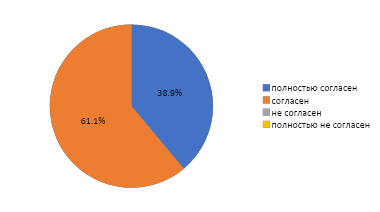 38.9%
61.1%
полностью согласен
согласен
не согласен
полностью не согласен